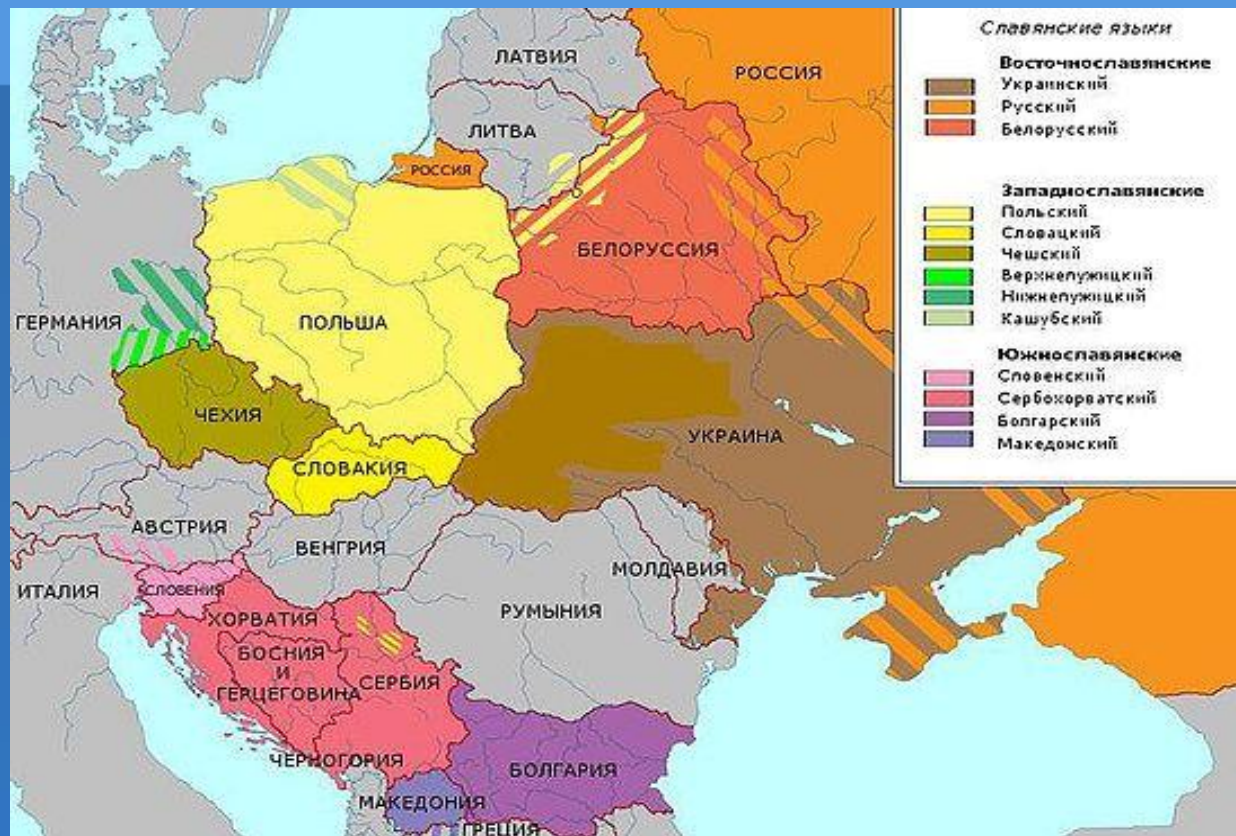 Славянские языки
Восточнославянские
Украинский
Русский
Белорусский
Западнославянские
Польский
Словацкий
Чешский
Верхнелужицкий
Нижнелужицкий
Кашубский
Южнославянские
Словенский
Сербохорватский
Болгарский
Македонский
ЛАТВИЯ
РОССИЯ
ЛИТВА
РОССИЯ
БЕЛОРУССИЯ
ГЕРМАНИЯ
ПОЛЬША
ЧЕХИЯ
УКРАИНА
СЛОВАКИЯ
АВСТРИЯ
ВЕНГРИЯ
МОЛДАВИЯ
ИТАЛИЯ
СЛОВЕНИЯ
РУМЫНИЯ
ХОРВАТИЯ
БОСНИЯ
И
ГЕРЦЕГОВИНА
СЕРБИЯ
ЧЕРНОГОРИЯ
БОЛГАРИЯ
МАКЕДОНИЯ
ГРЕЦИЯ